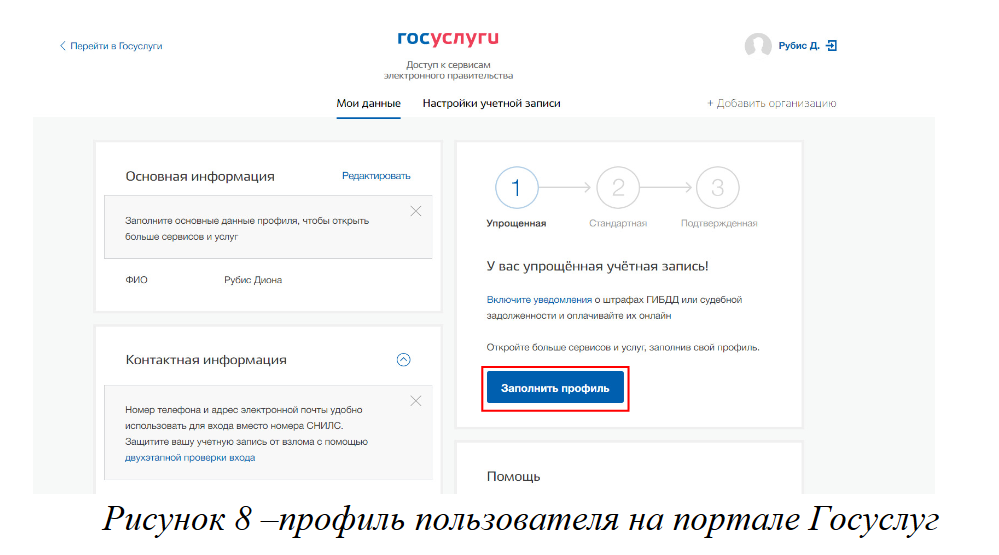 Перейти в Госуслуги
госуслуги
Доступ к сервисам
электронного правительства
Рубис Д.
Мои данные
Настройки учетной записи
+ Добавить организацию
Основная информация
Редактировать
Заполните основные данные профиля, чтобы открыть
больше сервисов и услуг
ФИО
Рубис Диона
Контактная информация
Номер телефона и адрес электронной почты удобно
использовать для входа вместо номера СНИЛС.
Защитите вашу учетную запись от взлома с помощью
двухэтапной проверки входа
1
2
3
Упрощенная
Стандартная
Подтвержденная
У вас упрощённая учётная запись!
Включите уведомления о штрафах ГИБДД или судебной
задолженности и оплачивайте их онлайн
Откройте больше сервисов и услуг, заполнив свой профиль.
Заполнить профиль
Помощь
Рисунок 8 –профиль пользователя на портале Госуслуг